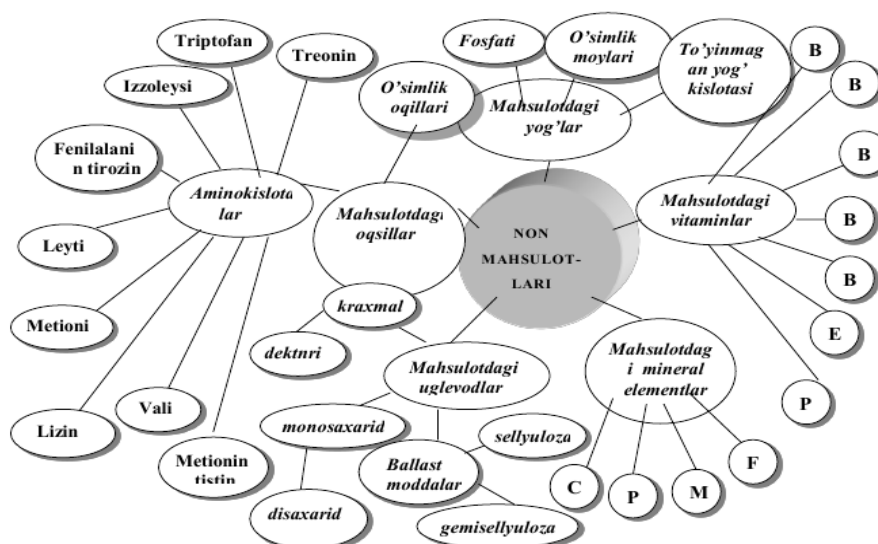 Triptofan
Treonin
Izzoleysi
Fenilalani
n tirozin
Aminokislota
lar
Leyti
Metioni
Lizin
Vali
Metionin
tistin
O'simlik
oqillari
Mahsulotdagi
oqsillar
Fosfati
O'simlik
moylari
To'yinmag
an yog'
kislotasi
Mahsulotdagi
yog'lar
NON
MAHSULOT-
LARI
Mahsulotdagi
vitaminlar
B
B
B
B
B
E
P
kraxmal
dektnri
Mahsulotdagi
uglevodlar
monosaxarid
disaxarid
Ballast
moddalar
sellyuloza
gemisellyuloza
Mahsulotdag
i mineral
elementlar
C
P
M
F